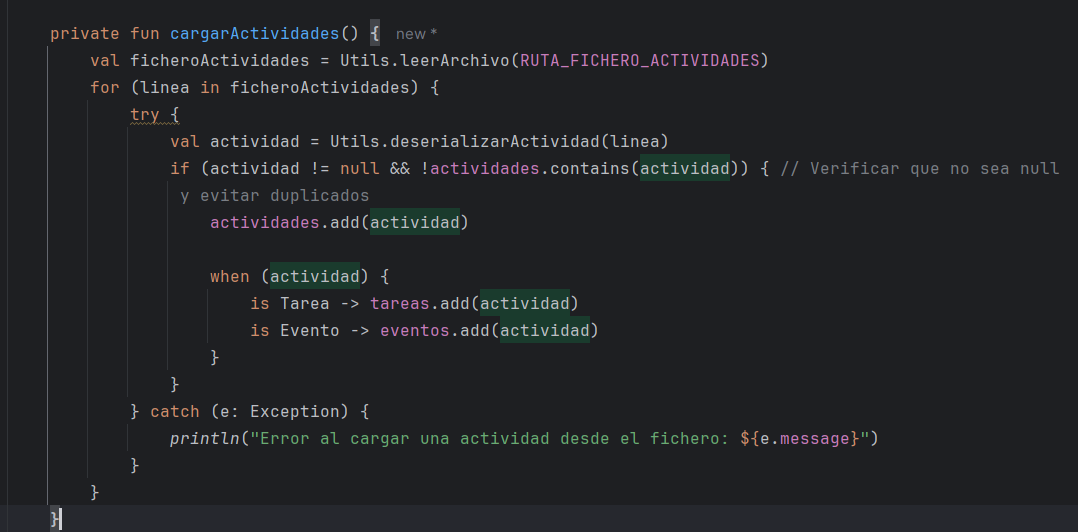 private fun cargarActividades() { new *
val ficheroActividades = Utils.leerArchivo(RUTA_FICHERO_ACTIVIDADES)
for (linea in ficheroActividades) {
try {
val actividad = Utils.deserializarActividad(linea)
if (actividad != null && !actividades.contains(actividad)) { // Verificar que no sea null
y evitar duplicados
actividades.add(actividad)
when (actividad) {
is Tarea -> tareas.add(actividad)
is Evento -> eventos.add(actividad)
}
}
} catch (e: Exception) {
println("Error al cargar una actividad desde el fichero: ${e.message}")
}
}
}